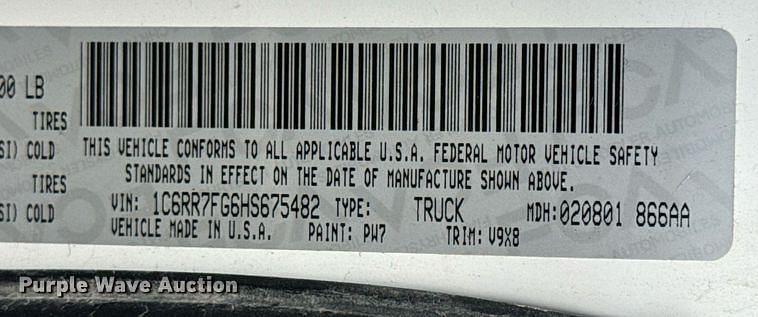 00 LB
TIRES
SI) COLD
TIRES
SI) COLD
THIS VEHICLE CONFORMS TO ALL APPLICABLE U.S.A. FEDERAL MOTOR VEHICLE SAFETY
STANDARDS IN EFFECT ON THE DATE OF MANUFACTURE SHOWN ABOVE.
VIN: 1C6RR7FG6HS675482 TYPE: TRUCK MDH:020801 866AA
VEHICLE MADE IN U.S.A. PAINT: PW7 TRIM: V9X8
Purple Wave Auction